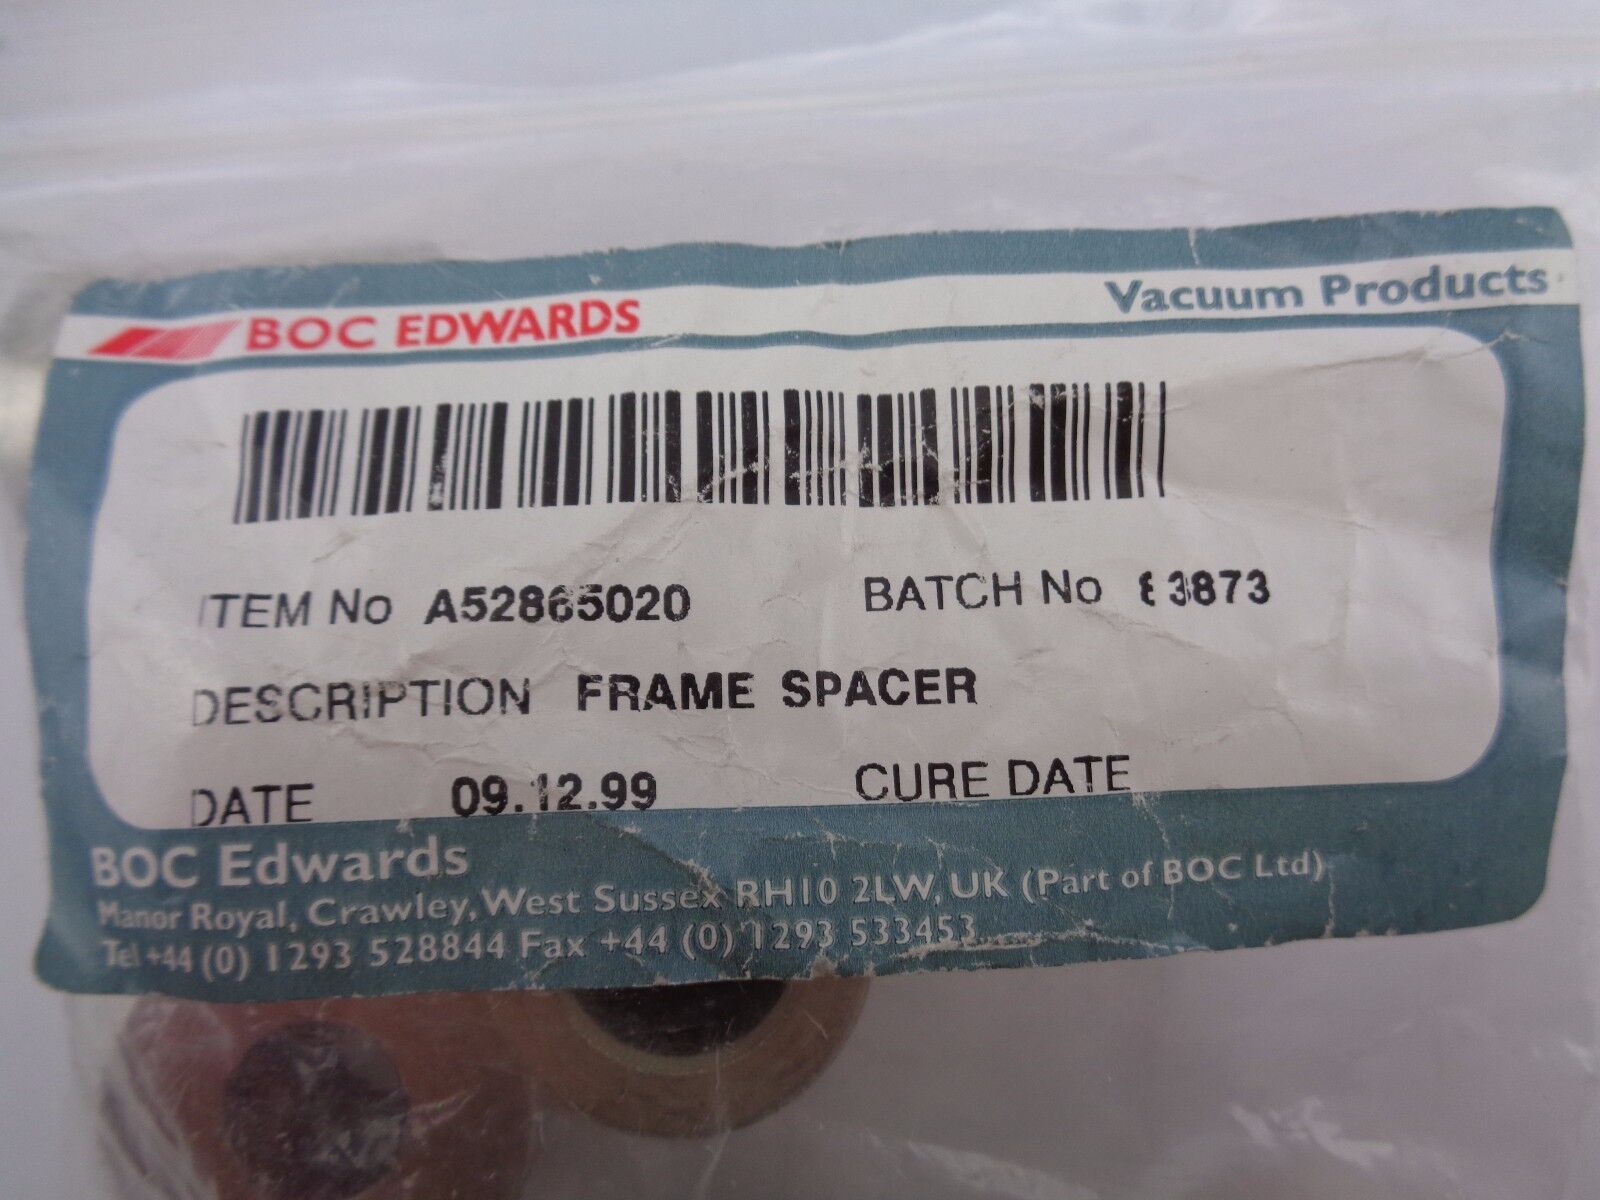 BOC EDWARDS Vacuum Products
ITEM No A52865020 BATCH No 83873
DESCRIPTION FRAME SPACER
DATE 09.12.99 CURE DATE
BOC Edwards
Manor Royal, Crawley, West Sussex RH10 2LW, UK (Part of BOC Ltd)
Tel +44 (0) 1293 528844 Fax +44 (0) 1293 533453